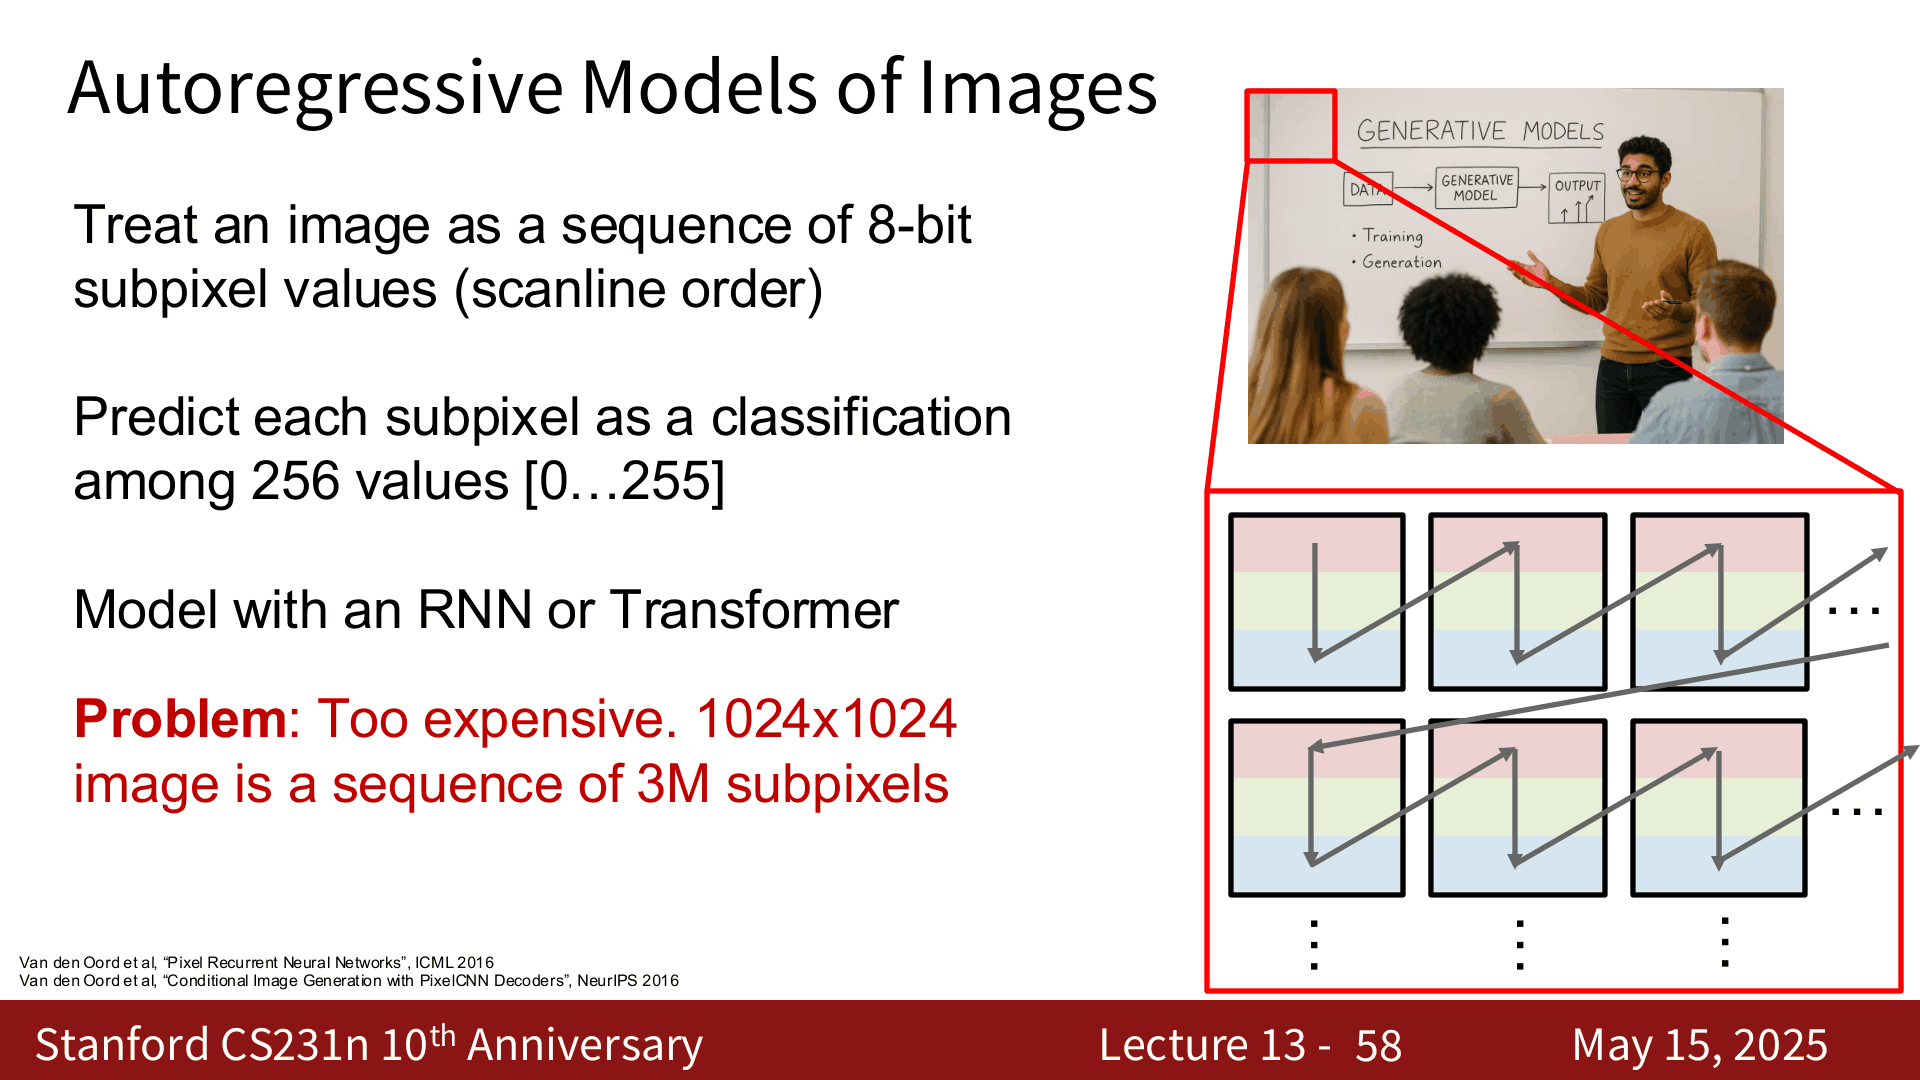 Autoregressive Models of Images
Treat an image as a sequence of 8-bit
subpixel values (scanline order)
Predict each subpixel as a classification
among 256 values [0…255]
Model with an RNN or Transformer
Problem: Too expensive. 1024x1024
image is a sequence of 3M subpixels
GENERATIVE MODELS
DATA
GENERATIVE
MODEL
OUTPUT
• Training
• Generation
...
...
Van den Oord et al, “Pixel Recurrent Neural Networks”, ICML 2016
Van den Oord et al, “Conditional Image Generation with PixelCNN Decoders”, NeurIPS 2016
Stanford CS231n 10th Anniversary
Lecture 13 - 58
May 15, 2025